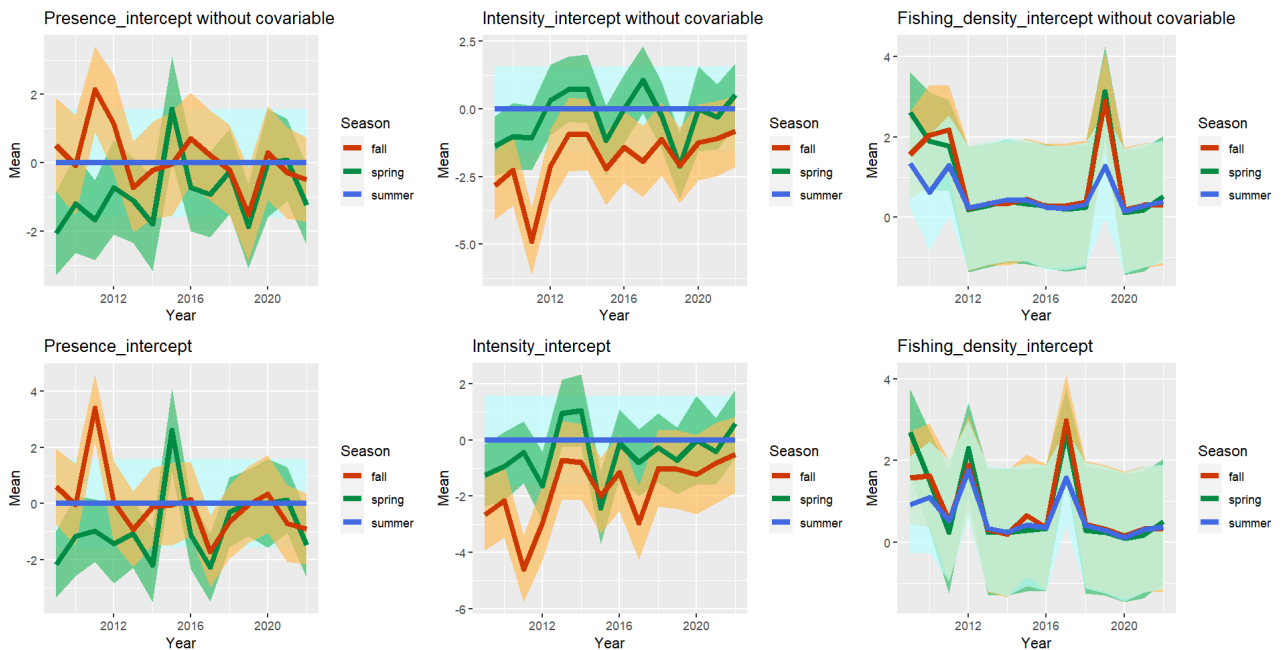 Presence_intercept without covariable
2
0
-2
Mean
2012
2016
2020
Year
Season
fall
spring
summer
Intensity_intercept without covariable
2.5
0.0
-2.5
-5.0
Mean
2012
2016
2020
Year
Season
fall
spring
summer
Fishing_density_intercept without covariable
4
2
0
Mean
2012
2016
2020
Year
Season
fall
spring
summer
Presence_intercept
4
2
0
-2
Mean
2012
2016
2020
Year
Season
fall
spring
summer
Intensity_intercept
2
0
-2
-4
-6
Mean
2012
2016
2020
Year
Season
fall
spring
summer
Fishing_density_intercept
4
2
0
Mean
2012
2016
2020
Year
Season
fall
spring
summer